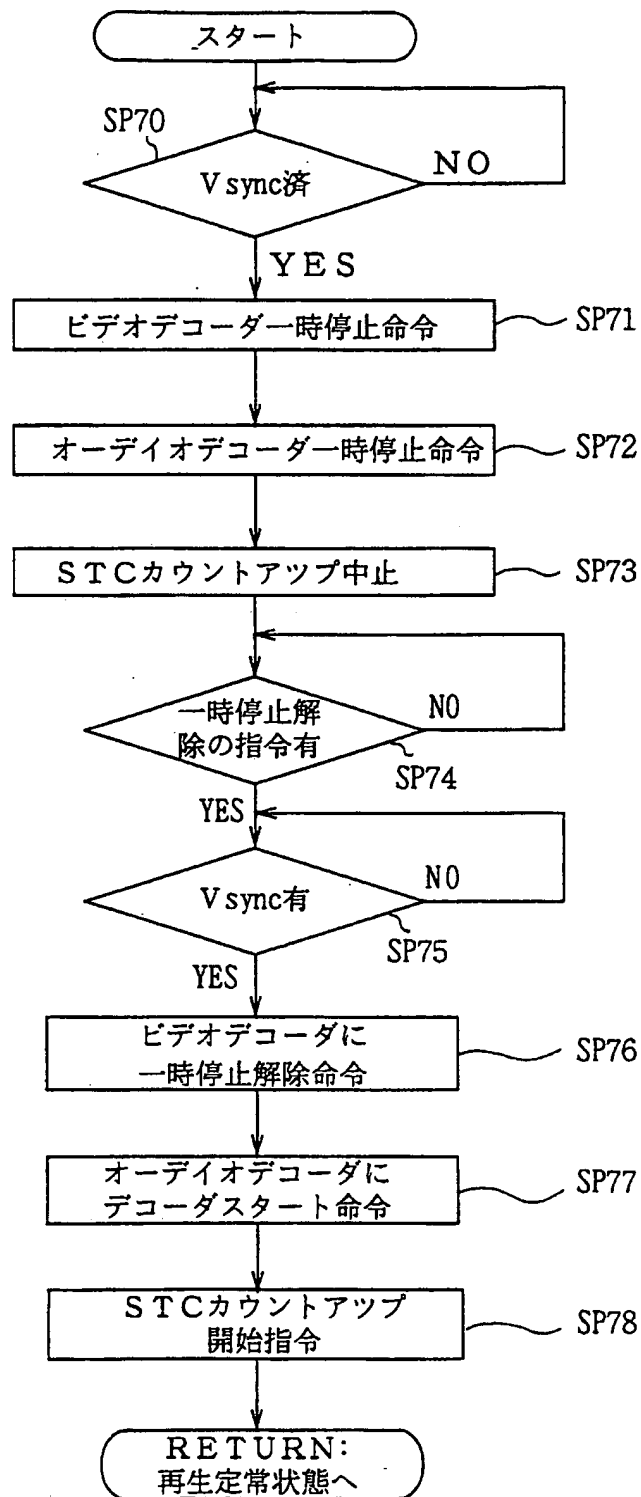 スタート
SP70
Vsync済
NO
YES
ビデオデコーダ一時停止命令
SP71
オーデイオデコーダ一時停止命令
SP72
STCカウントアツプ中止
SP73
一時停止解
除の指令有
NO
SP74
YES
Vsync有
NO
SP75
YES
ビデオデコーダに
一時停止解除命令
SP76
オーデイオデコーダに
デコーダスタート命令
SP77
STCカウントアツプ
開始指令
SP78
RETURN:
再生定常状態へ